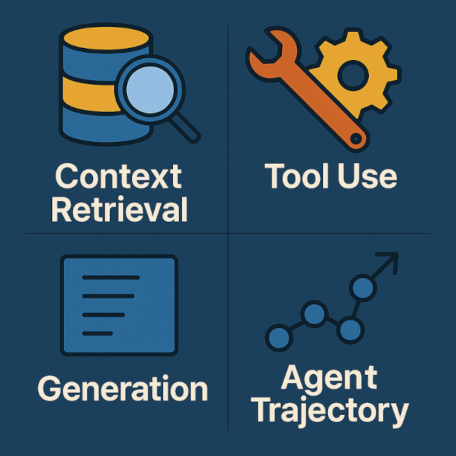 Context
Retrieval
Tool Use
Generation
Agent
Trajectory